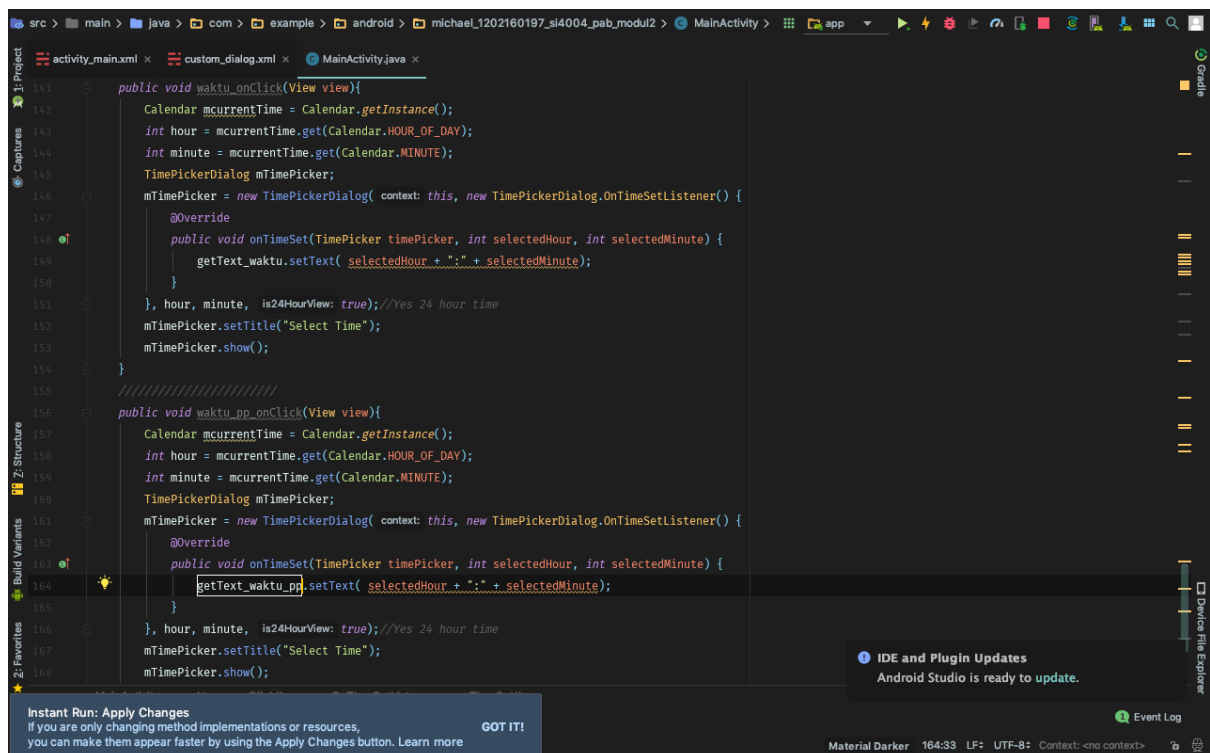 src > main > java > com > example > android > michael_1202160197_si4004_pab_modul2 > MainActivity > app
activity_main.xml × custom_dialog.xml × MainActivity.java ×
1: Project
Captures
7: Structure
Build Variants
2: Favorites
141 public void waktu_onClick(View view){
142 Calendar mcurrentTime = Calendar.getInstance();
143 int hour = mcurrentTime.get(Calendar.HOUR_OF_DAY);
144 int minute = mcurrentTime.get(Calendar.MINUTE);
145 TimePickerDialog mTimePicker;
146 mTimePicker = new TimePickerDialog( context: this, new TimePickerDialog.OnTimeSetListener() {
147 @Override
148 public void onTimeSet(TimePicker timePicker, int selectedHour, int selectedMinute) {
149 getText_waktu.setText( selectedHour + ":" + selectedMinute);
150 }
151 }, hour, minute, is24HourView: true);//Yes 24 hour time
152 mTimePicker.setTitle("Select Time");
153 mTimePicker.show();
154 }
155 ////////////////////////
156 public void waktu_pp_onClick(View view){
157 Calendar mcurrentTime = Calendar.getInstance();
158 int hour = mcurrentTime.get(Calendar.HOUR_OF_DAY);
159 int minute = mcurrentTime.get(Calendar.MINUTE);
160 TimePickerDialog mTimePicker;
161 mTimePicker = new TimePickerDialog( context: this, new TimePickerDialog.OnTimeSetListener() {
162 @Override
163 public void onTimeSet(TimePicker timePicker, int selectedHour, int selectedMinute) {
164 getText_waktu_pp.setText( selectedHour + ":" + selectedMinute);
165 }
166 }, hour, minute, is24HourView: true);//Yes 24 hour time
167 mTimePicker.setTitle("Select Time");
168 mTimePicker.show();
Gradle
Device File Explorer
IDE and Plugin Updates
Android Studio is ready to update.
Instant Run: Apply Changes
If you are only changing method implementations or resources,
you can make them appear faster by using the Apply Changes button. Learn more
GOT IT!
1 Event Log
Material Darker 164:33 LF÷ UTF-8÷ Context: <no context>